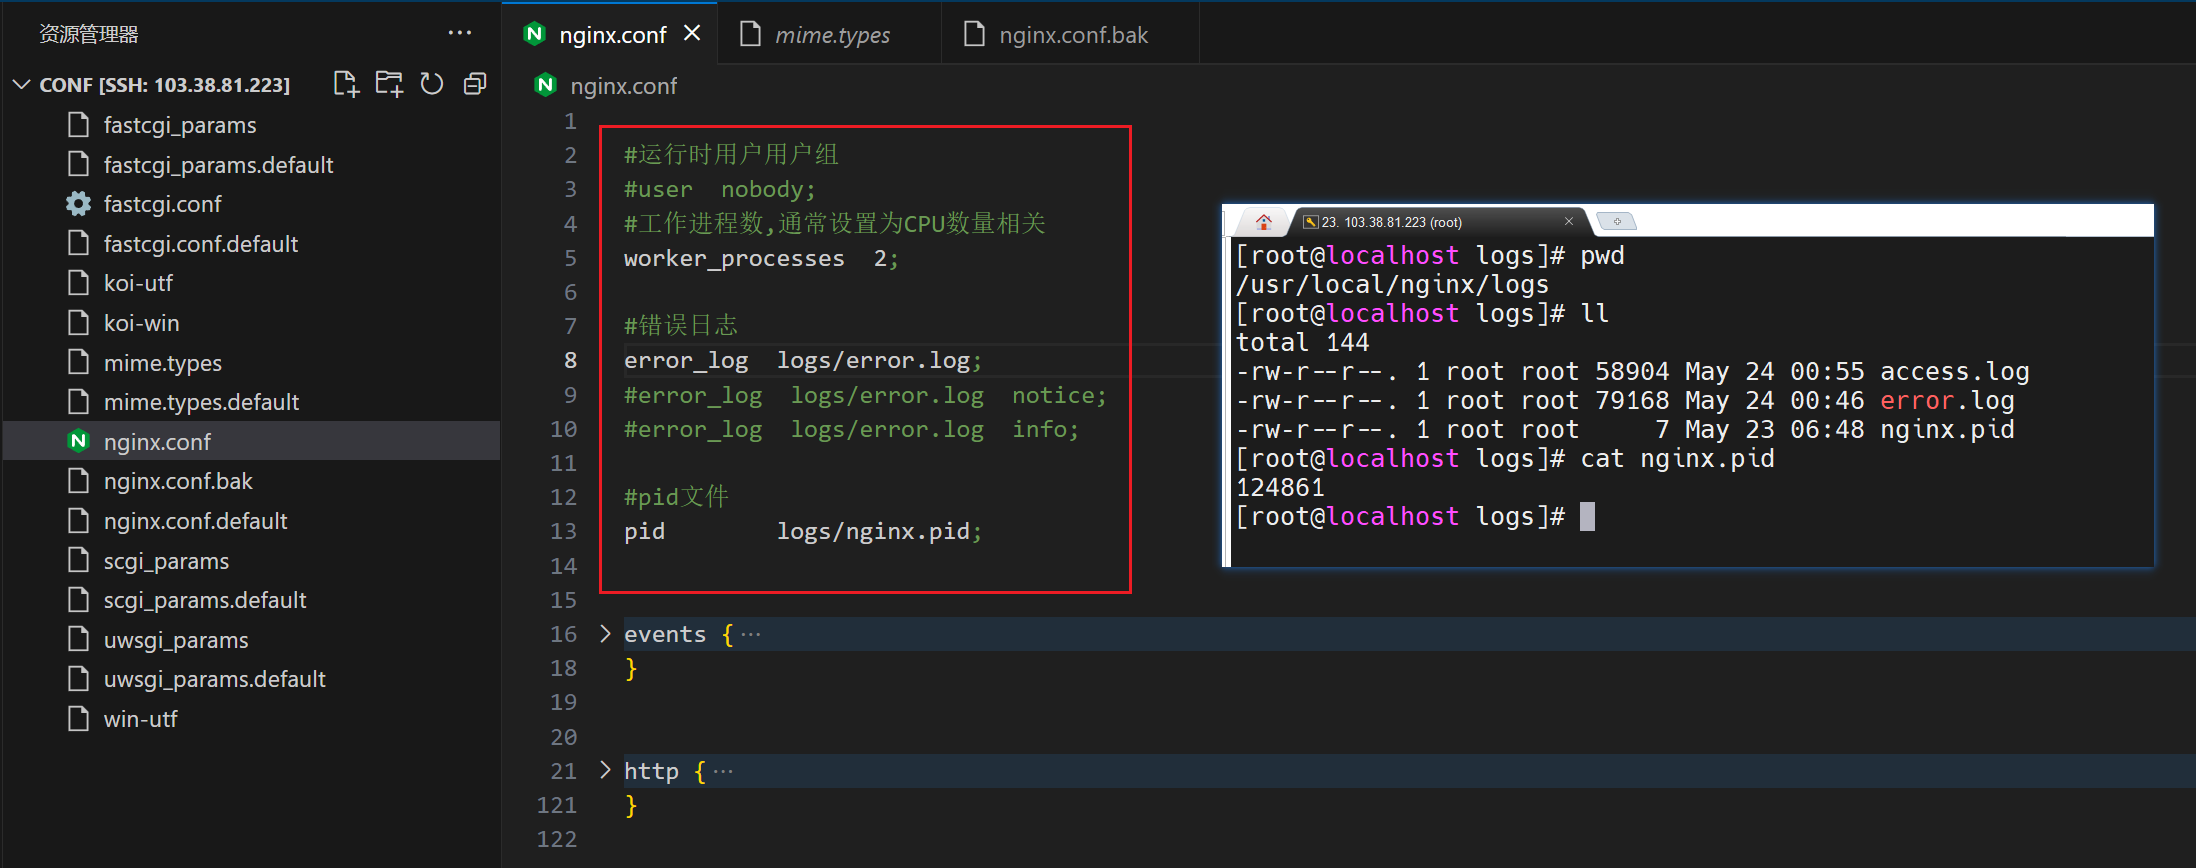 资源管理器
CONF [SSH: 103.38.81.223]
fastcgi_params
fastcgi_params.default
fastcgi.conf
fastcgi.conf.default
koi-utf
koi-win
mime.types
mime.types.default
nginx.conf
nginx.conf.bak
nginx.conf.default
scgi_params
scgi_params.default
uwsgi_params
uwsgi_params.default
win-utf
nginx.conf
mime.types
nginx.conf.bak
nginx.conf
1
2 #运行时用户用户组
3 #user  nobody;
4 #工作进程数,通常设置为CPU数量相关
5 worker_processes  2;
6
7 #错误日志
8 error_log  logs/error.log;
9 #error_log  logs/error.log  notice;
10 #error_log  logs/error.log  info;
11
12 #pid文件
13 pid        logs/nginx.pid;
14
15
16 events {···
18 }
19
20
21 http {···
121 }
122
23. 103.38.81.223 (root)
[root@localhost logs]# pwd
/usr/local/nginx/logs
[root@localhost logs]# ll
total 144
-rw-r--r--. 1 root root 58904 May 24 00:55 access.log
-rw-r--r--. 1 root root 79168 May 24 00:46 error.log
-rw-r--r--. 1 root root     7 May 23 06:48 nginx.pid
[root@localhost logs]# cat nginx.pid
124861
[root@localhost logs]#